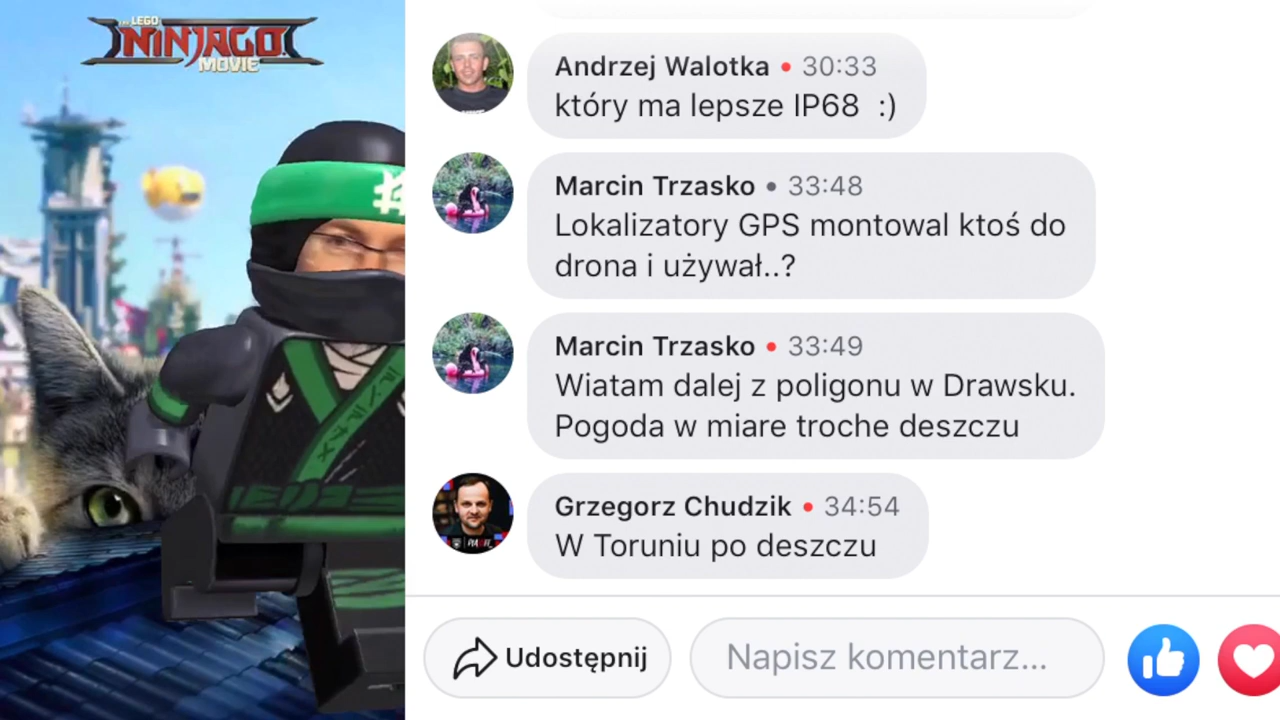 THE LEGO
NINJAGO
MOVIE
Andrzej Walotka • 30:33
który ma lepsze IP68 :)
Marcin Trzasko • 33:48
Lokalizatory GPS montowal ktoś do
drona i używał..?
Marcin Trzasko • 33:49
Wiatam dalej z poligonu w Drawsku.
Pogoda w miare troche deszczu
Grzegorz Chudzik • 34:54
W Toruniu po deszczu
Udostępnij
Napisz komentarz...